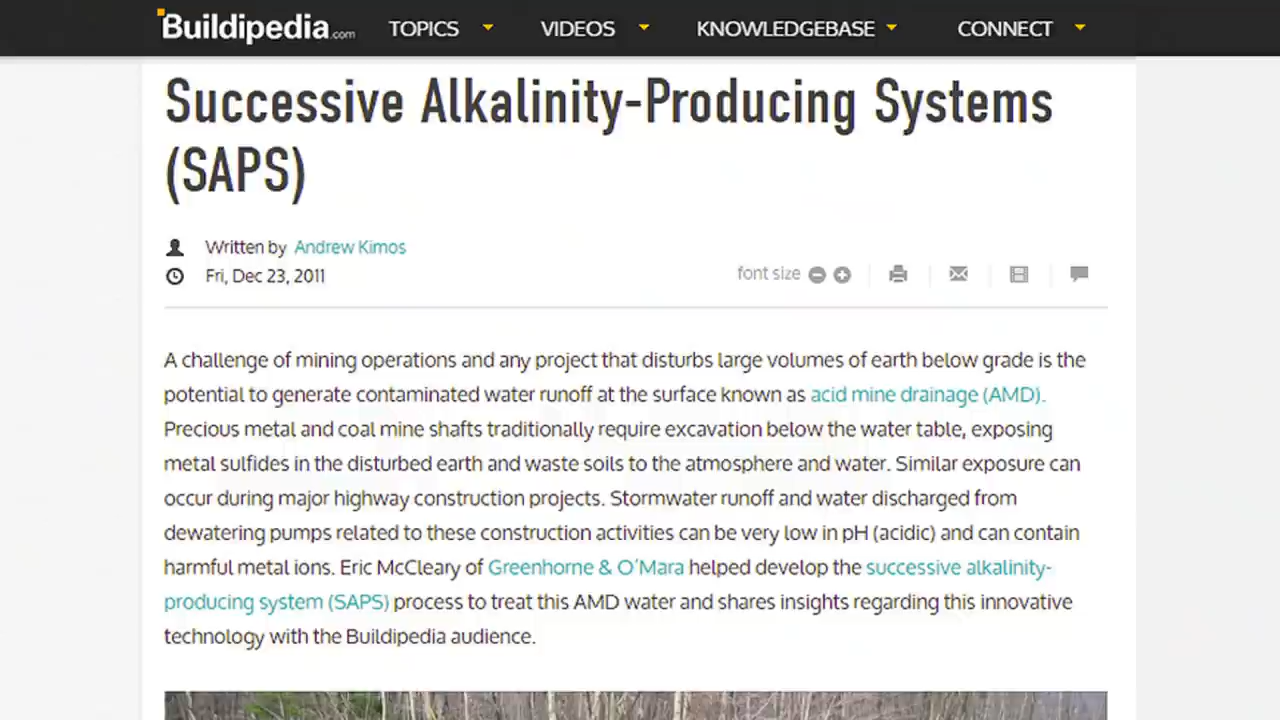 Buildipedia.com TOPICS VIDEOS KNOWLEDGEBASE CONNECT
Successive Alkalinity-Producing Systems
(SAPS)
Written by Andrew Kimos
Fri, Dec 23, 2011
font size
A challenge of mining operations and any project that disturbs large volumes of earth below grade is the
potential to generate contaminated water runoff at the surface known as acid mine drainage (AMD).
Precious metal and coal mine shafts traditionally require excavation below the water table, exposing
metal sulfides in the disturbed earth and waste soils to the atmosphere and water. Similar exposure can
occur during major highway construction projects. Stormwater runoff and water discharged from
dewatering pumps related to these construction activities can be very low in pH (acidic) and can contain
harmful metal ions. Eric McCleary of Greenhorne & O'Mara helped develop the successive alkalinity-
producing system (SAPS) process to treat this AMD water and shares insights regarding this innovative
technology with the Buildipedia audience.